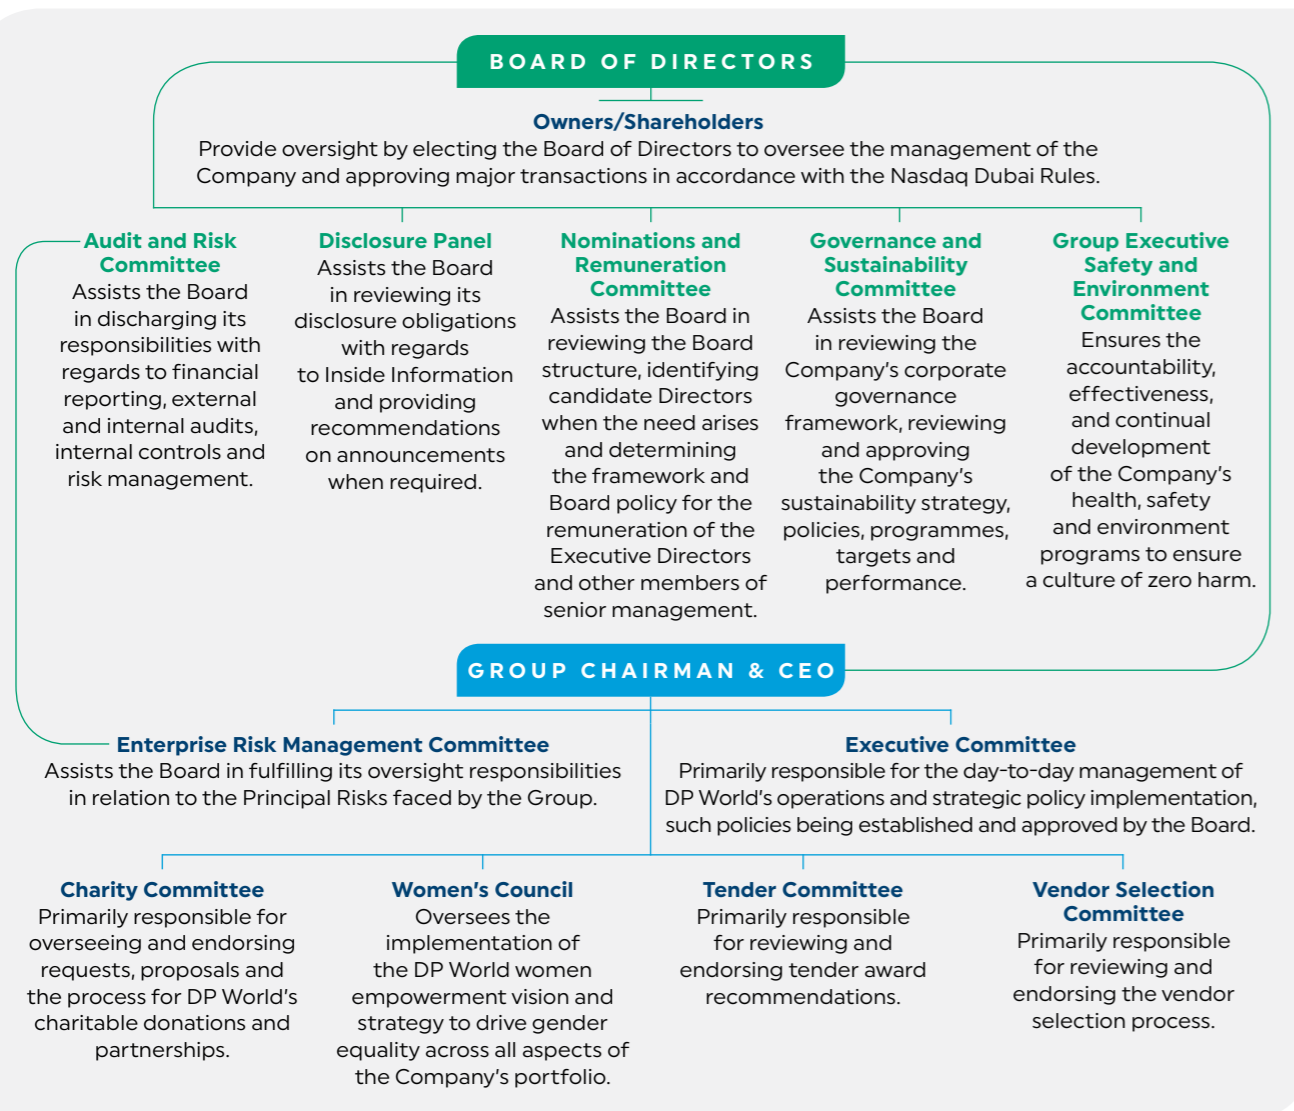 BOARD OF DIRECTORS
Owners/Shareholders
Provide oversight by electing the Board of Directors to oversee the management of the
Company and approving major transactions in accordance with the Nasdaq Dubai Rules.
Audit and Risk
Committee
Assists the Board
in discharging its
responsibilities with
regards to financial
reporting, external
and internal audits,
internal controls and
risk management.
Disclosure Panel
Assists the Board
in reviewing its
disclosure obligations
with regards
to Inside Information
and providing
recommendations
on announcements
when required.
Nominations and
Remuneration
Committee
Assists the Board in
reviewing the Board
structure, identifying
candidate Directors
when the need arises
and determining
the framework and
Board policy for the
remuneration of the
Executive Directors
and other members of
senior management.
Governance and
Sustainability
Committee
Assists the Board
in reviewing the
Company's corporate
governance
framework, reviewing
and approving
the Company's
sustainability strategy,
policies, programmes,
targets and
performance.
Group Executive
Safety and
Environment
Committee
Ensures the
accountability,
effectiveness,
and continual
development
of the Company's
health, safety
and environment
programs to ensure
a culture of zero harm.
GROUP CHAIRMAN & CEO
Enterprise Risk Management Committee
Assists the Board in fulfilling its oversight responsibilities
in relation to the Principal Risks faced by the Group.
Executive Committee
Primarily responsible for the day-to-day management of
DP World's operations and strategic policy implementation,
such policies being established and approved by the Board.
Charity Committee
Primarily responsible for
overseeing and endorsing
requests, proposals and
the process for DP World's
charitable donations and
partnerships.
Women's Council
Oversees the
implementation of
the DP World women
empowerment vision and
strategy to drive gender
equality across all aspects of
the Company's portfolio.
Tender Committee
Primarily responsible
for reviewing and
endorsing tender award
recommendations.
Vendor Selection
Committee
Primarily responsible
for reviewing and
endorsing the vendor
selection process.